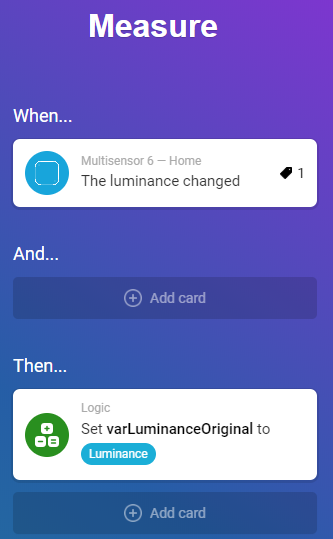 Measure
When...
Multisensor 6 — Home
The luminance changed
1
And...
Add card
Then...
Logic
Set varLuminanceOriginal to
Luminance
Add card